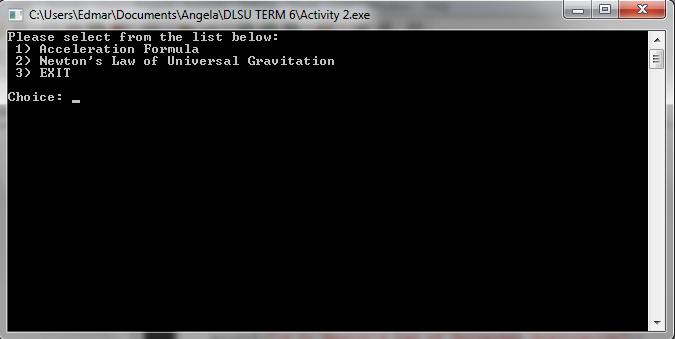 C:\Users\Edmar\Documents\Angela\DLSU TERM 6\Activity 2.exe
Please select from the list below:
1) Acceleration Formula
2) Newton's Law of Universal Gravitation
3) EXIT
Choice: _